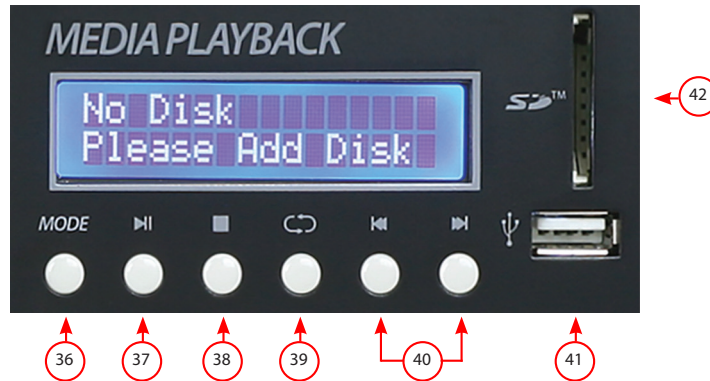 MEDIA PLAYBACK
No Disk
Please Add Disk
SD™
42
MODE
36
37
38
39
40
41